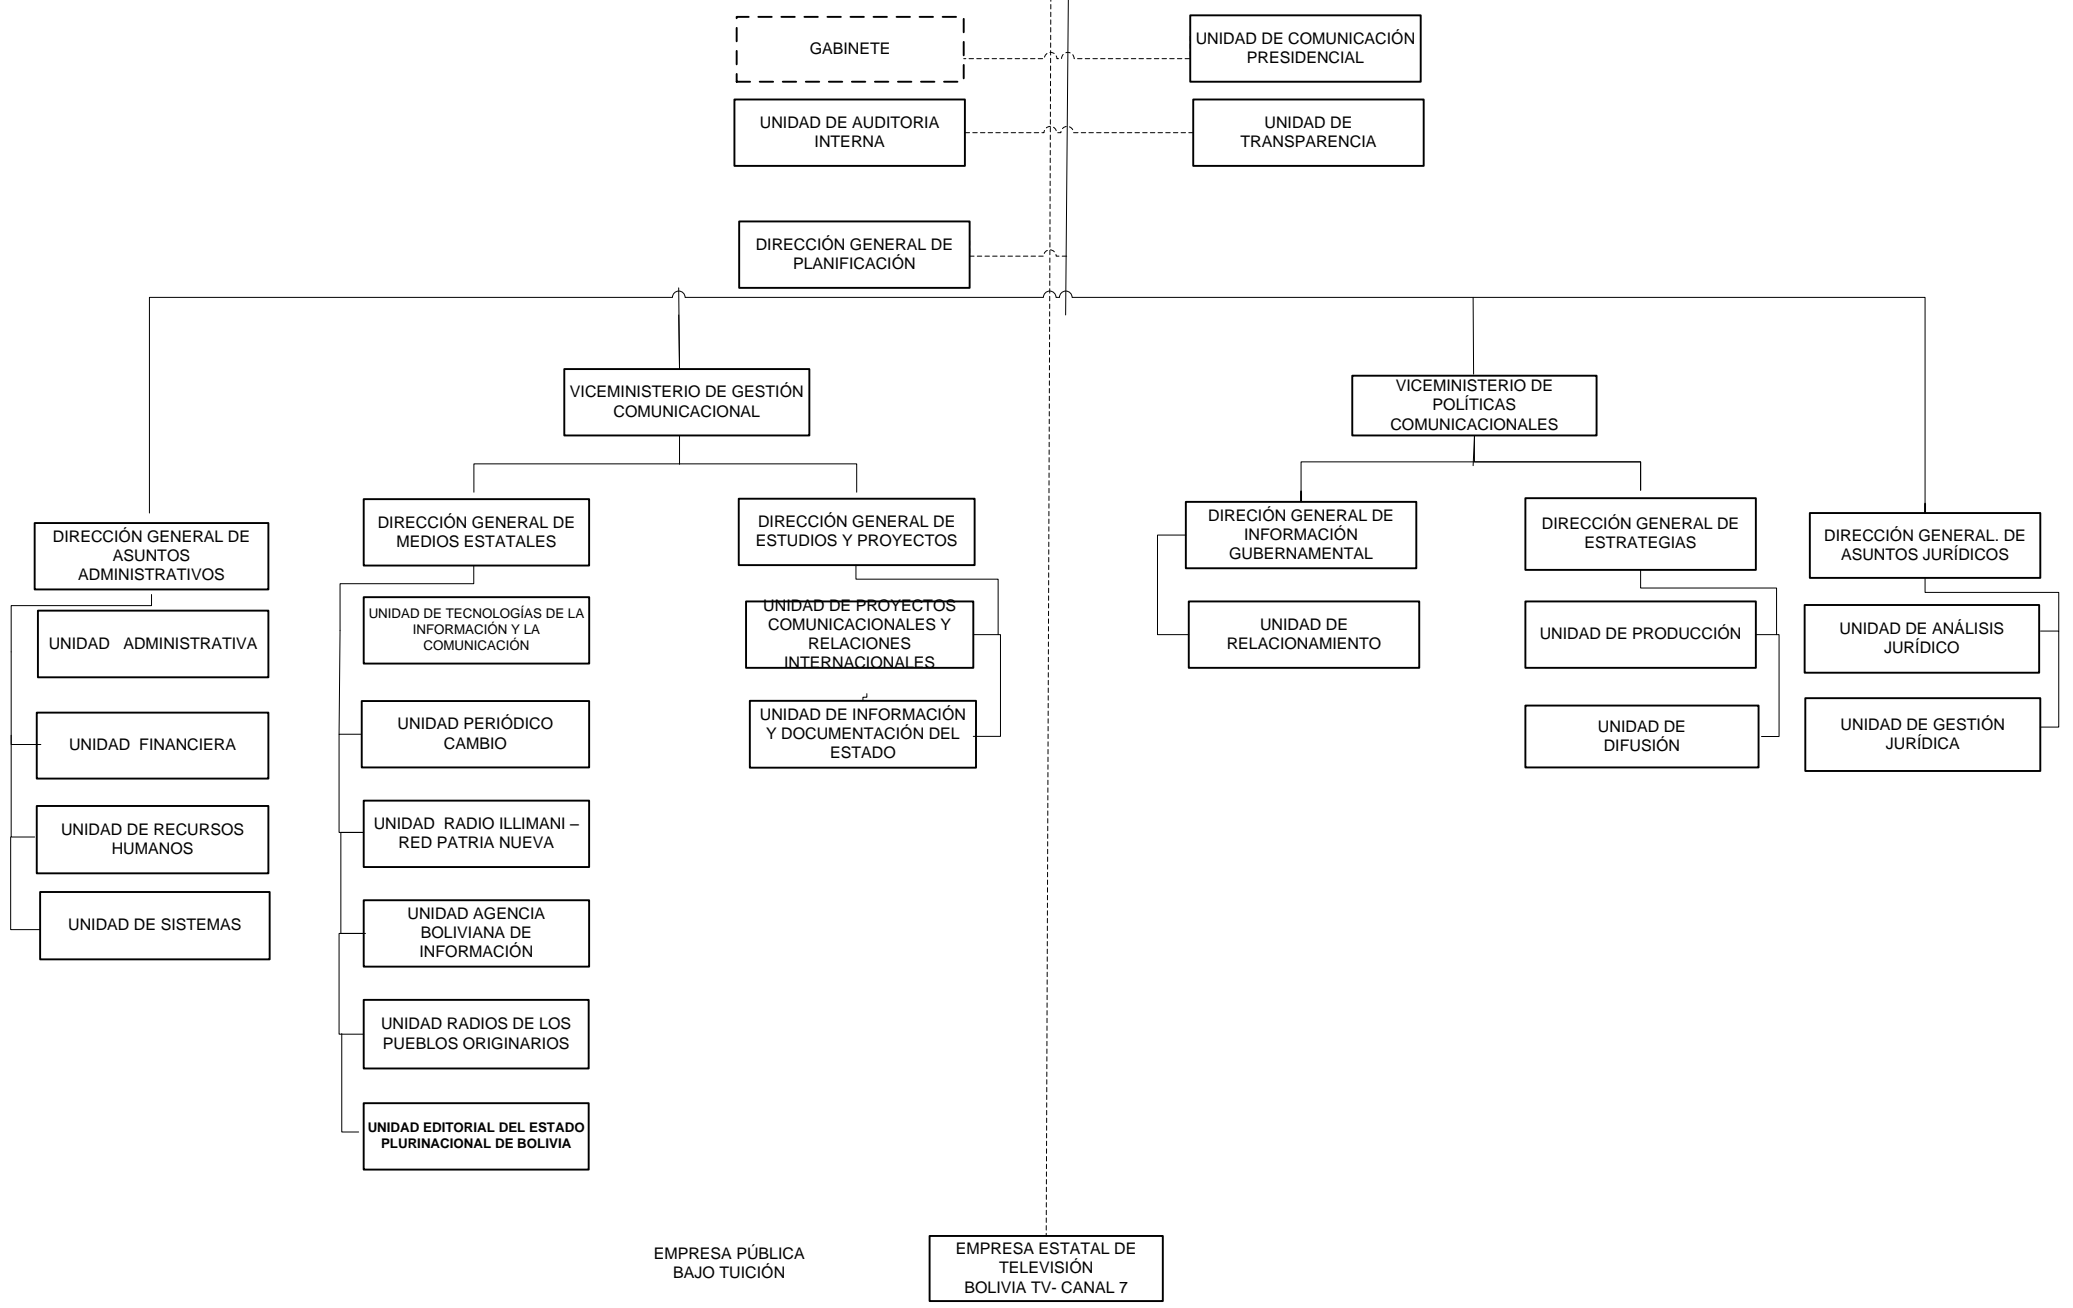 GABINETE
UNIDAD DE COMUNICACIÓN
PRESIDENCIAL
UNIDAD DE AUDITORIA
INTERNA
UNIDAD DE
TRANSPARENCIA
DIRECCIÓN GENERAL DE
PLANIFICACIÓN
VICEMINISTERIO DE GESTIÓN
COMUNICACIONAL
VICEMINISTERIO DE
POLÍTICAS
COMUNICACIONALES
DIRECCIÓN GENERAL DE
ASUNTOS
ADMINISTRATIVOS
UNIDAD ADMINISTRATIVA
UNIDAD FINANCIERA
UNIDAD DE RECURSOS
HUMANOS
UNIDAD DE SISTEMAS
DIRECCIÓN GENERAL DE
MEDIOS ESTATALES
UNIDAD DE TECNOLOGÍAS DE LA
INFORMACIÓN Y LA
COMUNICACIÓN
UNIDAD PERIÓDICO
CAMBIO
UNIDAD RADIO ILLIMANI –
RED PATRIA NUEVA
UNIDAD AGENCIA
BOLIVIANA DE
INFORMACIÓN
UNIDAD RADIOS DE LOS
PUEBLOS ORIGINARIOS
UNIDAD EDITORIAL DEL ESTADO
PLURINACIONAL DE BOLIVIA
DIRECCIÓN GENERAL DE
ESTUDIOS Y PROYECTOS
UNIDAD DE PROYECTOS
COMUNICACIONALES Y
RELACIONES
INTERNACIONALES
UNIDAD DE INFORMACIÓN
Y DOCUMENTACIÓN DEL
ESTADO
DIRECIÓN GENERAL DE
INFORMACIÓN
GUBERNAMENTAL
UNIDAD DE
RELACIONAMIENTO
DIRECCIÓN GENERAL DE
ESTRATEGIAS
UNIDAD DE PRODUCCIÓN
UNIDAD DE
DIFUSIÓN
DIRECCIÓN GENERAL. DE
ASUNTOS JURÍDICOS
UNIDAD DE ANÁLISIS
JURÍDICO
UNIDAD DE GESTIÓN
JURÍDICA
EMPRESA PÚBLICA
BAJO TUICIÓN
EMPRESA ESTATAL DE
TELEVISIÓN
BOLIVIA TV- CANAL 7